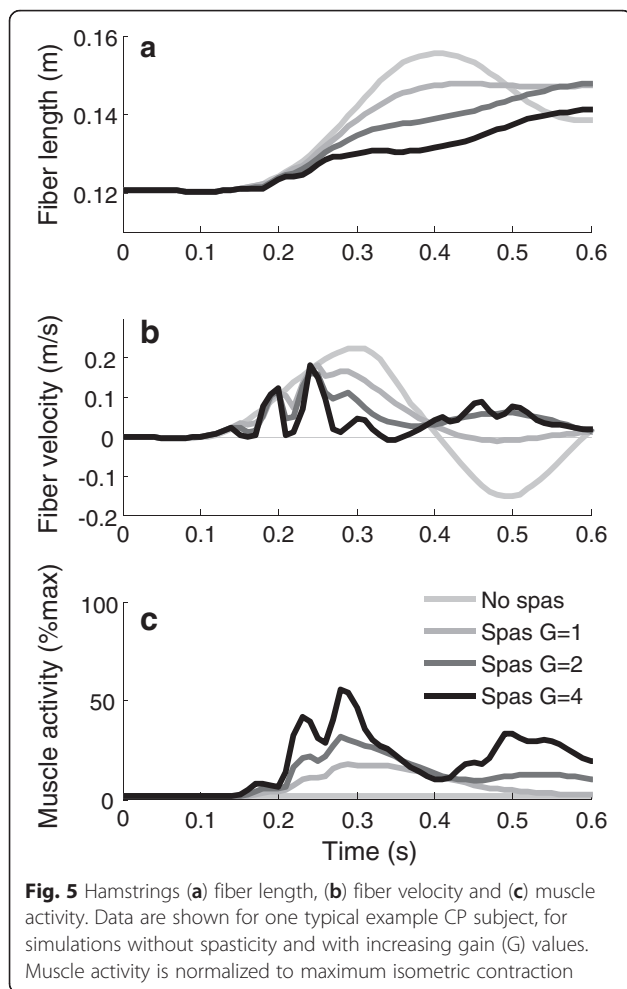 0.16
a
0.14
0.12
Fiber length (m)
0 0.1 0.2 0.3 0.4 0.5 0.6
b
0.2
0.1
0
-0.1
-0.2
Fiber velocity (m/s)
0 0.1 0.2 0.3 0.4 0.5 0.6
100
c
50
0
Muscle activity (%max)
No spas
Spas G=1
Spas G=2
Spas G=4
0 0.1 0.2 0.3 0.4 0.5 0.6
Time (s)
Fig. 5 Hamstrings (a) fiber length, (b) fiber velocity and (c) muscle
activity. Data are shown for one typical example CP subject, for
simulations without spasticity and with increasing gain (G) values.
Muscle activity is normalized to maximum isometric contraction